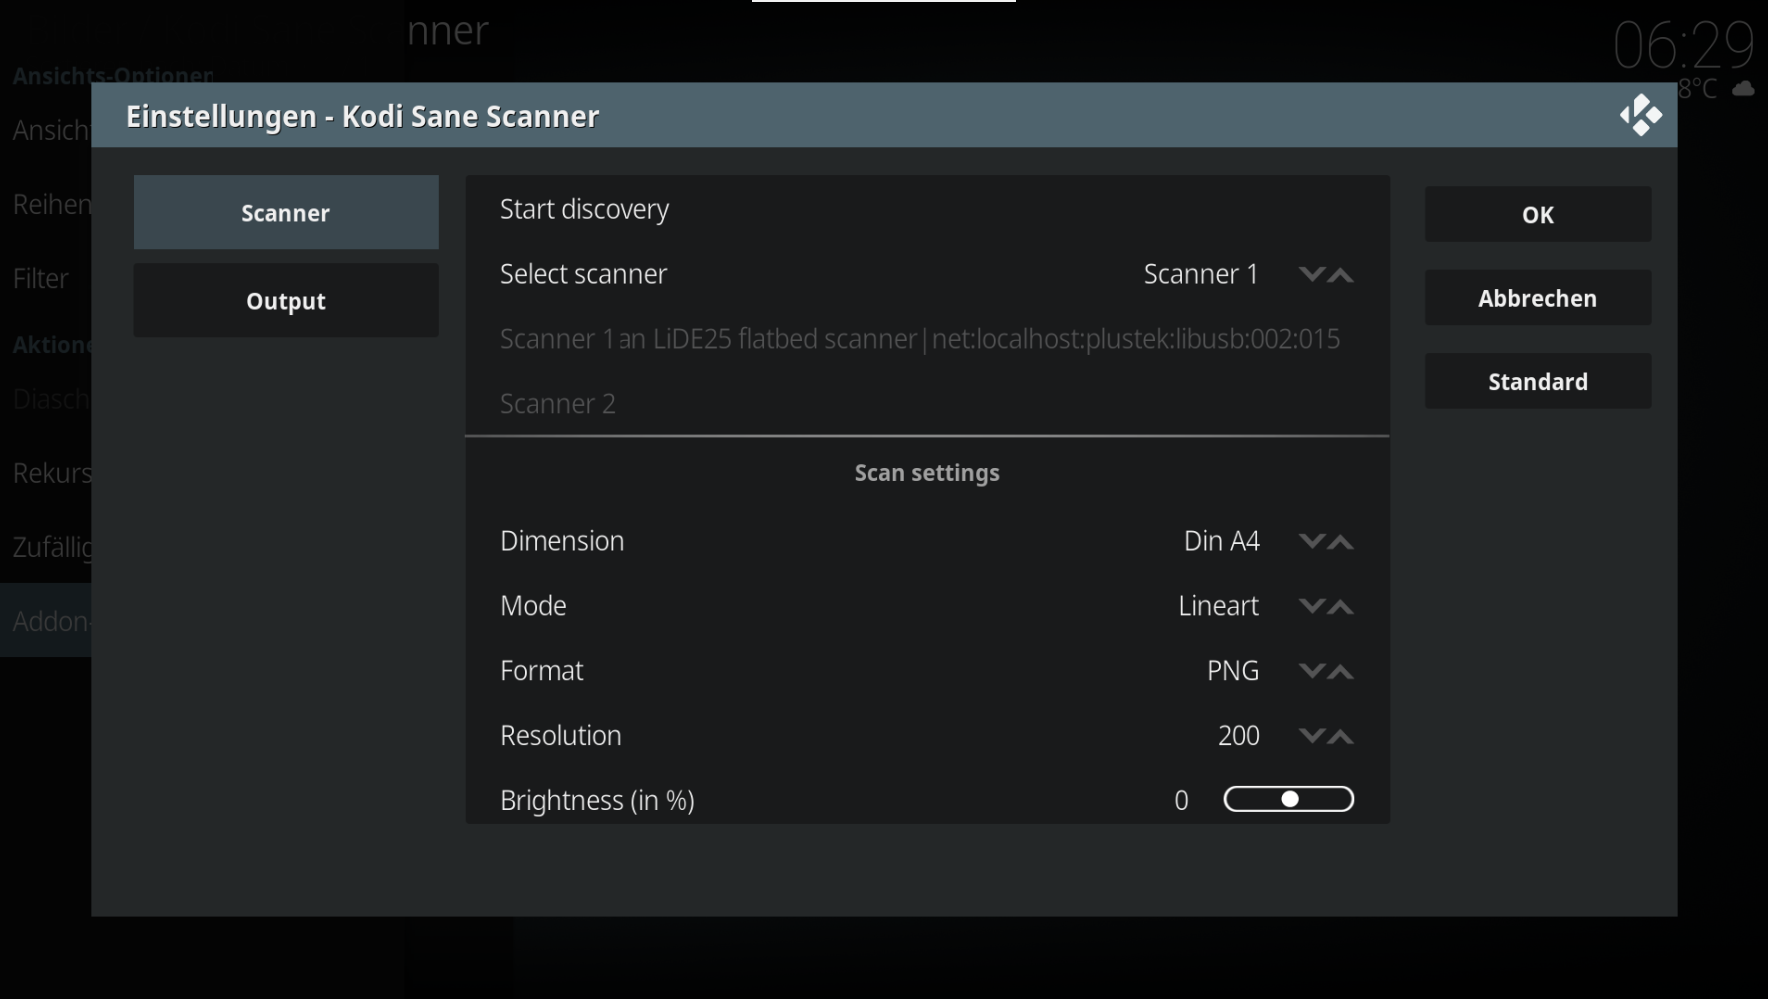 nner
06:29
8°C
Ansichts-Optionen
Ansich
Reihen
Filter
Aktione
Diasch
Rekurs
Zufällig
Addon-
Einstellungen - Kodi Sane Scanner
Scanner
Output
Start discovery
Select scanner Scanner 1
Scanner 1 an LiDE25 flatbed scanner|net:localhost:plustek:libusb:002:015
Scanner 2
Scan settings
Dimension Din A4
Mode Lineart
Format PNG
Resolution 200
Brightness (in %) 0
OK
Abbrechen
Standard